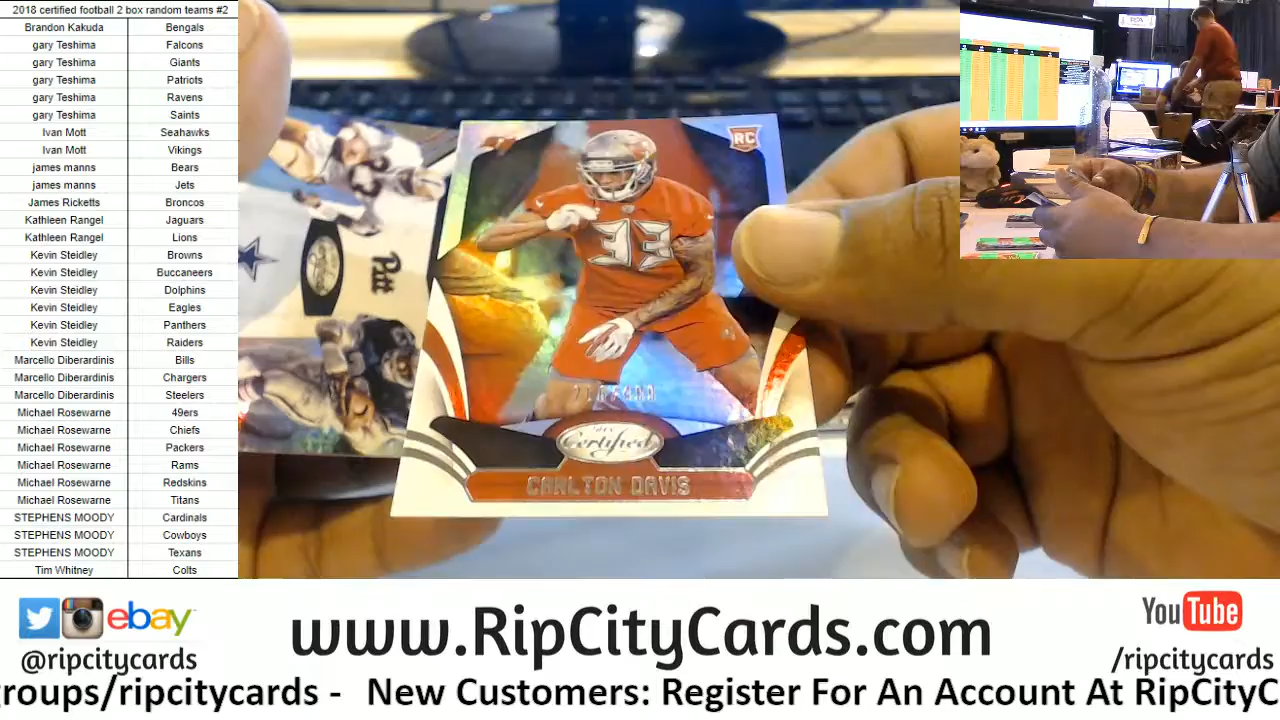 2018 certified football 2 box random teams #2
Brandon Kakuda Bengals
gary Teshima Falcons
gary Teshima Giants
gary Teshima Patriots
gary Teshima Ravens
gary Teshima Saints
Ivan Mott Seahawks
Ivan Mott Vikings
james manns Bears
james manns Jets
James Ricketts Broncos
Kathleen Rangel Jaguars
Kathleen Rangel Lions
Kevin Steidley Browns
Kevin Steidley Buccaneers
Kevin Steidley Dolphins
Kevin Steidley Eagles
Kevin Steidley Panthers
Kevin Steidley Raiders
Marcello Diberardinis Bills
Marcello Diberardinis Chargers
Marcello Diberardinis Steelers
Michael Rosewarne 49ers
Michael Rosewarne Chiefs
Michael Rosewarne Packers
Michael Rosewarne Rams
Michael Rosewarne Redskins
Michael Rosewarne Titans
STEPHENS MOODY Cardinals
STEPHENS MOODY Cowboys
STEPHENS MOODY Texans
Tim Whitney Colts
Pitt
RC
33
Certified
CARLTON DAVIS
ebay
@ripcitycards
www.RipCityCards.com
YouTube
/ripcitycards
groups/ripcitycards - New Customers: Register For An Account At RipCityC